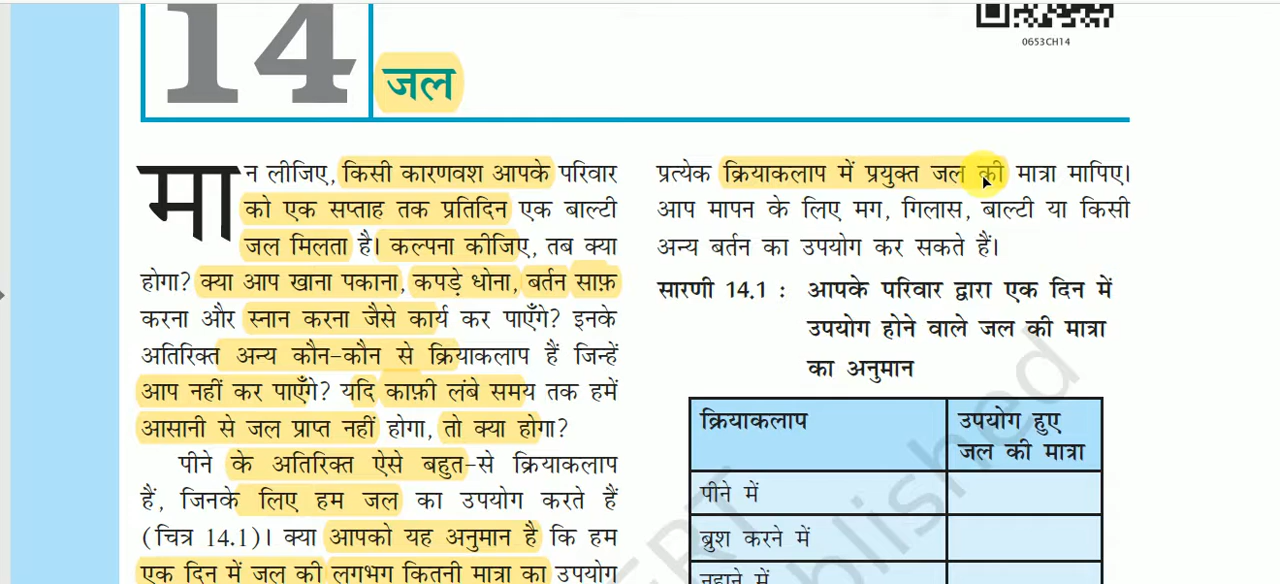 14
जल
0653CH14
मान लीजिए, किसी कारणवश आपके परिवार
को एक सप्ताह तक प्रतिदिन एक बाल्टी
जल मिलता है। कल्पना कीजिए, तब क्या
होगा? क्या आप खाना पकाना, कपड़े धोना, बर्तन साफ़
करना और स्नान करना जैसे कार्य कर पाएँगे? इनके
अतिरिक्त अन्य कौन-कौन से क्रियाकलाप हैं जिन्हें
आप नहीं कर पाएँगे? यदि काफ़ी लंबे समय तक हमें
आसानी से जल प्राप्त नहीं होगा, तो क्या होगा?
पीने के अतिरिक्त ऐसे बहुत-से क्रियाकलाप
हैं, जिनके लिए हम जल का उपयोग करते हैं
(चित्र 14.1)। क्या आपको यह अनुमान है कि हम
एक दिन में जल की लगभग कितनी मात्रा का उपयोग
प्रत्येक क्रियाकलाप में प्रयुक्त जल की मात्रा मापिए।
आप मापन के लिए मग, गिलास, बाल्टी या किसी
अन्य बर्तन का उपयोग कर सकते हैं।
सारणी 14.1 : आपके परिवार द्वारा एक दिन में
उपयोग होने वाले जल की मात्रा
का अनुमान
क्रियाकलाप
उपयोग हुए
जल की मात्रा
पीने में
ब्रुश करने में
नहाने में